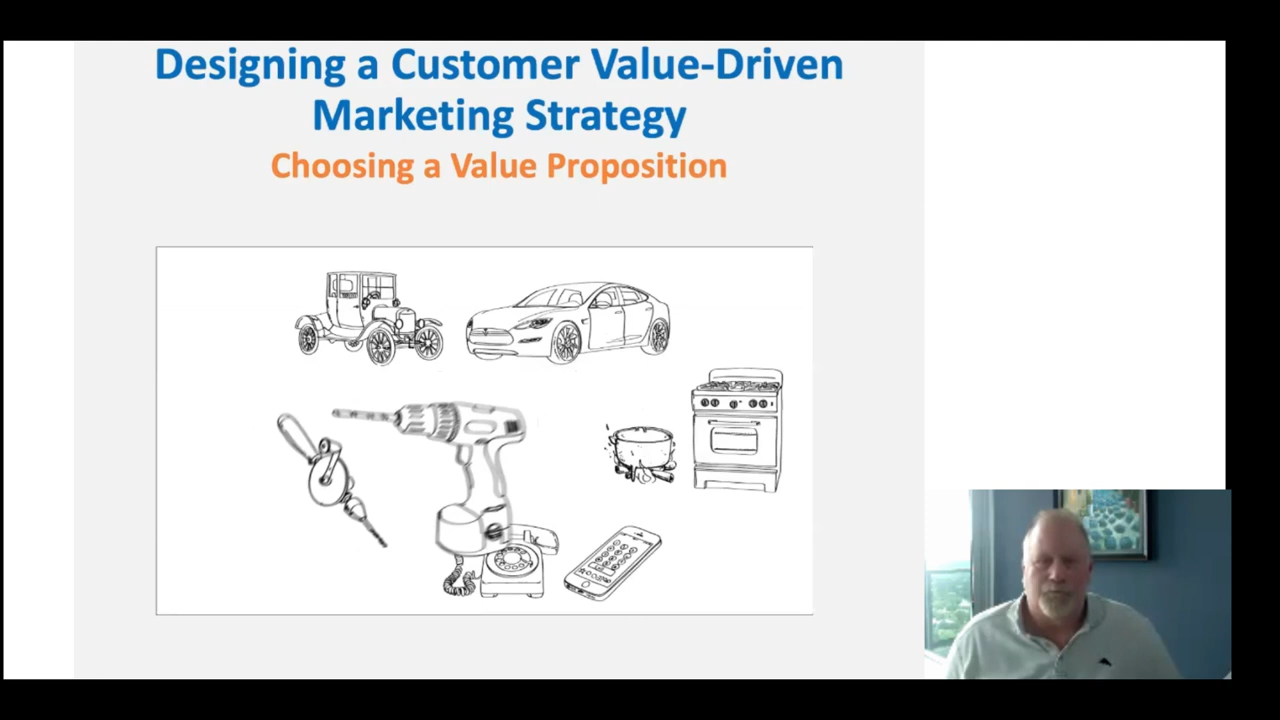 Designing a Customer Value-Driven
Marketing Strategy
Choosing a Value Proposition